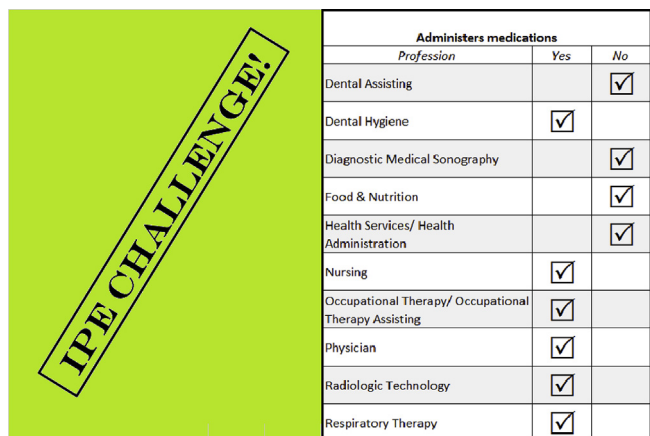 IPE CHALLENGE!
Administers medications
Profession Yes No
Dental Assisting
Dental Hygiene
Diagnostic Medical Sonography
Food & Nutrition
Health Services/ Health
Administration
Nursing
Occupational Therapy/ Occupational
Therapy Assisting
Physician
Radiologic Technology
Respiratory Therapy